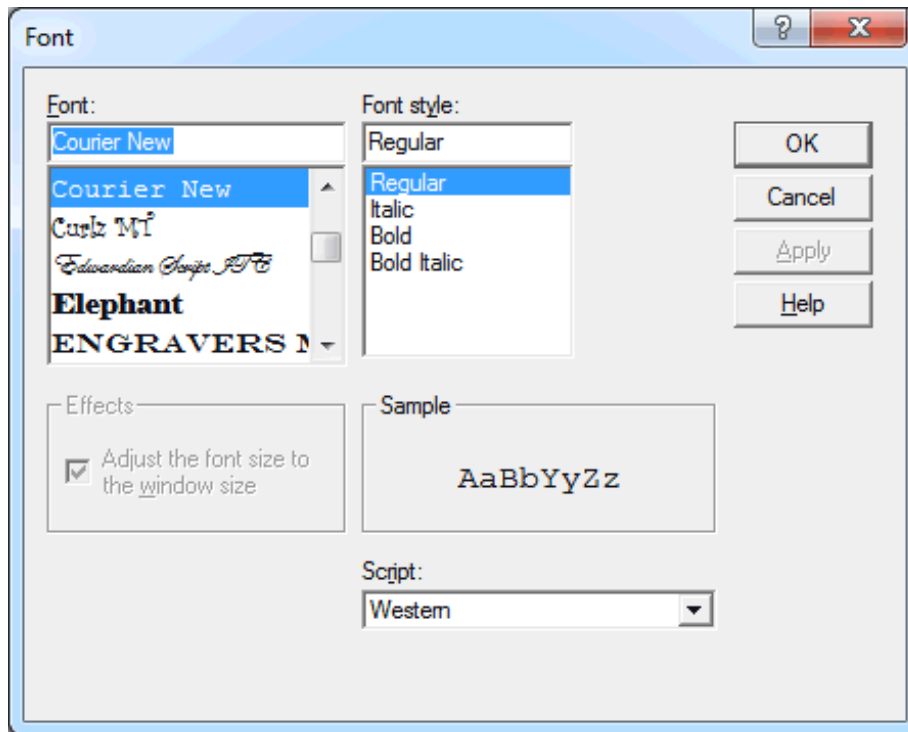 Font
Font:
Courier New
Courier New
Curlz MT
Edwardian Script ITC
Elephant
ENGRAVERS M
Font style:
Regular
Regular
Italic
Bold
Bold Italic
OK
Cancel
Apply
Help
Effects
Adjust the font size to
the window size
Sample
AaBbYyZz
Script:
Western